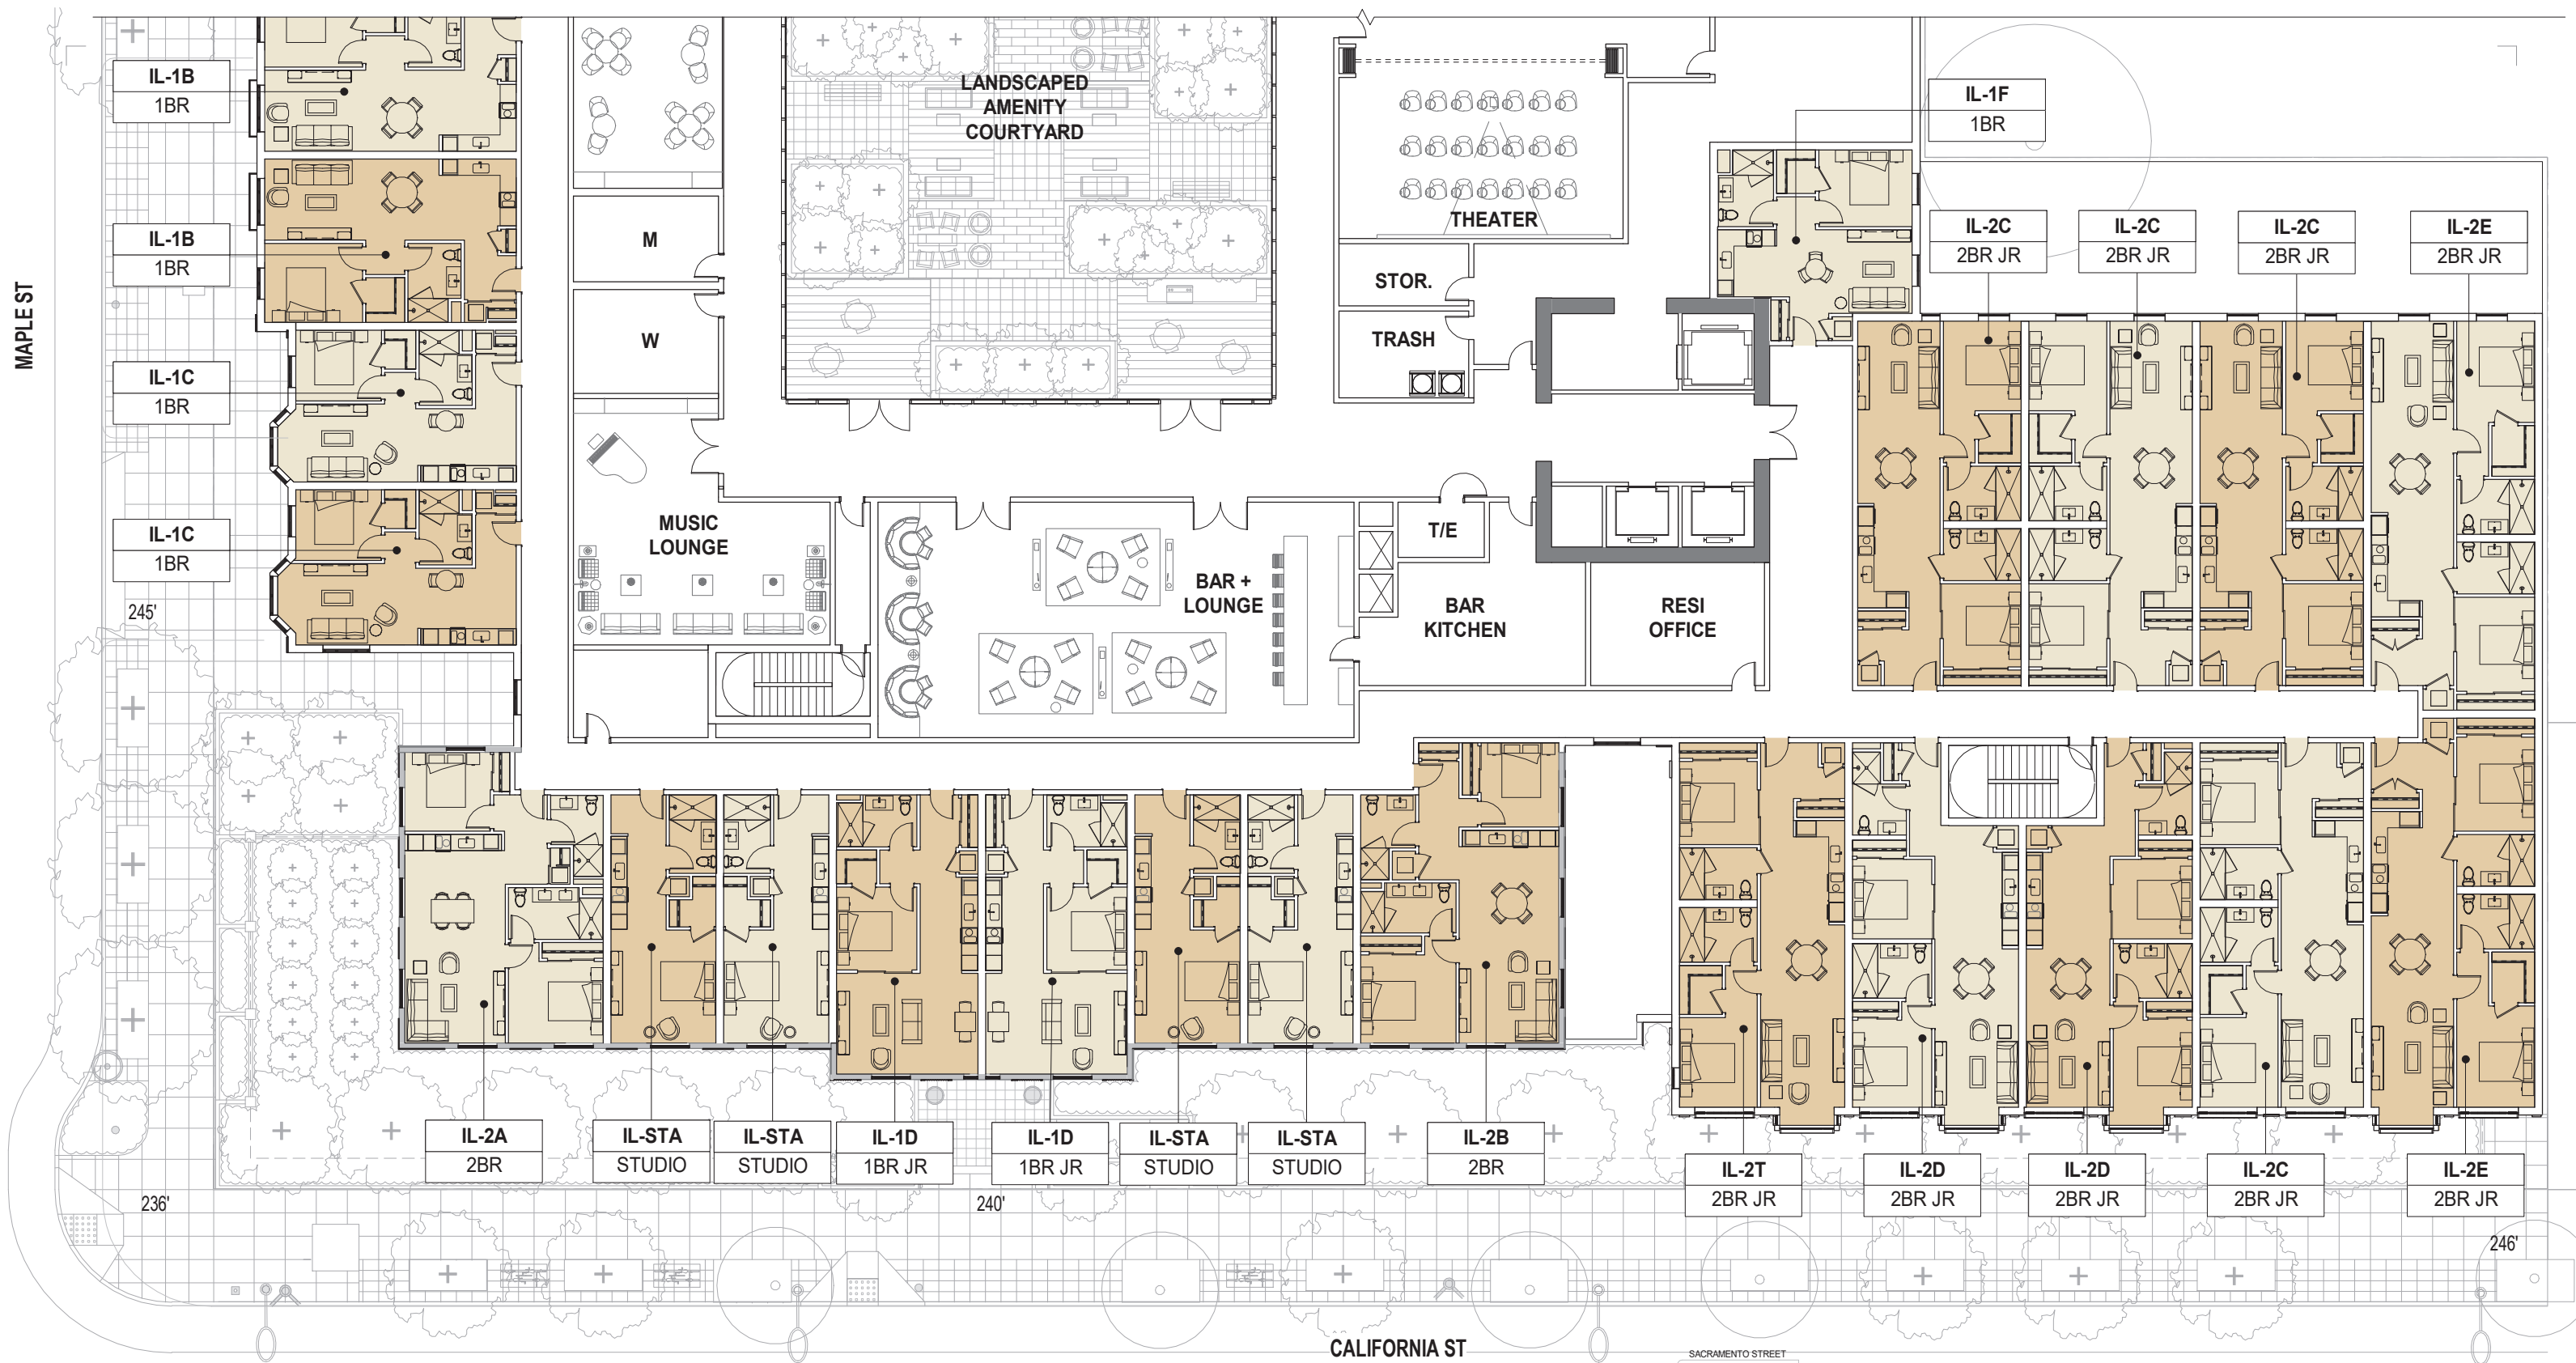 IL-1B
1BR
LANDSCAPED
AMENITY
COURTYARD
IL-1F
1BR
THEATER
IL-1B
1BR
M
IL-2C
2BR JR
IL-2C
2BR JR
IL-2C
2BR JR
IL-2E
2BR JR
STOR.
MAPLE ST
W
TRASH
IL-1C
1BR
IL-1C
1BR
MUSIC
LOUNGE
T/E
BAR +
LOUNGE
BAR
KITCHEN
RESI
OFFICE
245'
IL-2A
2BR
IL-STA
STUDIO
IL-STA
STUDIO
IL-1D
1BR JR
IL-1D
1BR JR
IL-STA
STUDIO
IL-STA
STUDIO
IL-2B
2BR
IL-2T
2BR JR
IL-2D
2BR JR
IL-2D
2BR JR
IL-2C
2BR JR
IL-2E
2BR JR
236'
240'
246'
CALIFORNIA ST
SACRAMENTO STREET